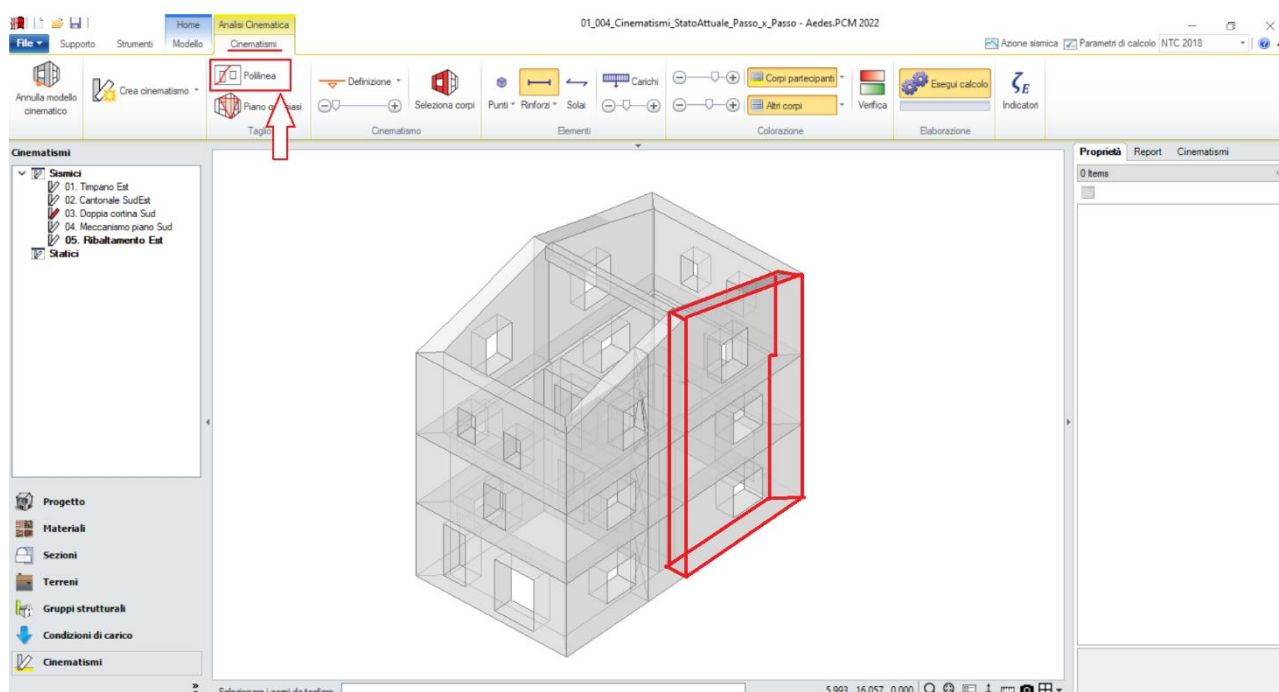 Home
Analisi Cinematica
01_004_Cinematismi_StatoAttuale_Passo_x_Passo - Aedes.PCM 2022
File
Supporto
Strumenti
Modello
Cinematismi
Azione sismica
Parametri di calcolo
NTC 2018
Annulla modello
cinematico
Crea cinematismo
Polilinea
Taglio
Definizione
Seleziona corpi
Cinematismo
Punti
Rinforzi
Solai
Carichi
Elementi
Corpi partecipanti
Altri corpi
Verifica
Colorazione
Esegui calcolo
Elaborazione
ζE
Indicatori
Cinematismi
Sismici
01. Timpano Est
02. Cantonale SudEst
03. Doppia cortina Sud
04. Meccanismo piano Sud
05. Ribaltamento Est
Statici
Proprietà
Report
Cinematismi
0 Items
Progetto
Materiali
Sezioni
Terreni
Gruppi strutturali
Condizioni di carico
Cinematismi
Selezionare i corpi da tagliare
5.993 16.057 0.000